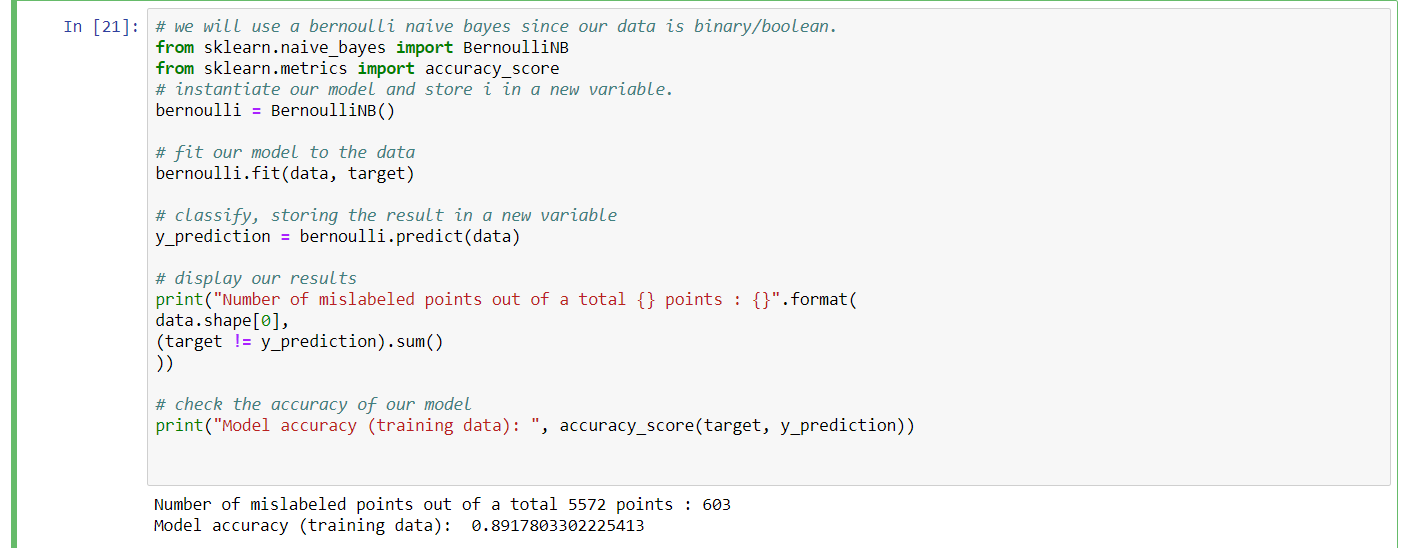 In [21]: # we will use a bernoulli naive bayes since our data is binary/boolean.
from sklearn.naive_bayes import BernoulliNB
from sklearn.metrics import accuracy_score
# instantiate our model and store i in a new variable.
bernoulli = BernoulliNB()
# fit our model to the data
bernoulli.fit(data, target)
# classify, storing the result in a new variable
y_prediction = bernoulli.predict(data)
# display our results
print("Number of mislabeled points out of a total {} points : {}".format(
data.shape[0],
(target != y_prediction).sum()
))
# check the accuracy of our model
print("Model accuracy (training data): ", accuracy_score(target, y_prediction))
Number of mislabeled points out of a total 5572 points : 603
Model accuracy (training data):  0.8917803302225413